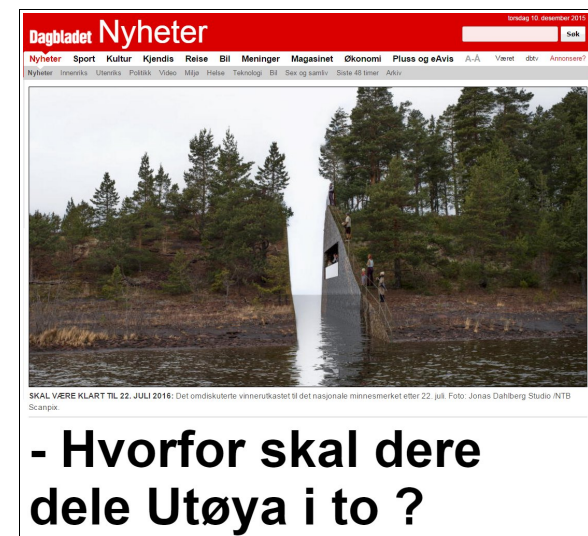 torsdag 10. desember 2015
Dagbladet Nyheter
Søk
Nyheter Sport Kultur Kjendis Reise Bil Meninger Magasinet Økonomi Pluss og eAvis A-Å Været dbtv Annonsere?
Nyheter Innenriks Utenriks Politikk Video Miljø Helse Teknologi Bil Sex og samliv Siste 48 timer Arkiv
SKAL VÆRE KLART TIL 22. JULI 2016: Det omdiskuterte vinnerutkastet til det nasjonale minnesmerket etter 22. juli. Foto: Jonas Dahlberg Studio /NTB
Scanpix.
- Hvorfor skal dere
dele Utøya i to ?